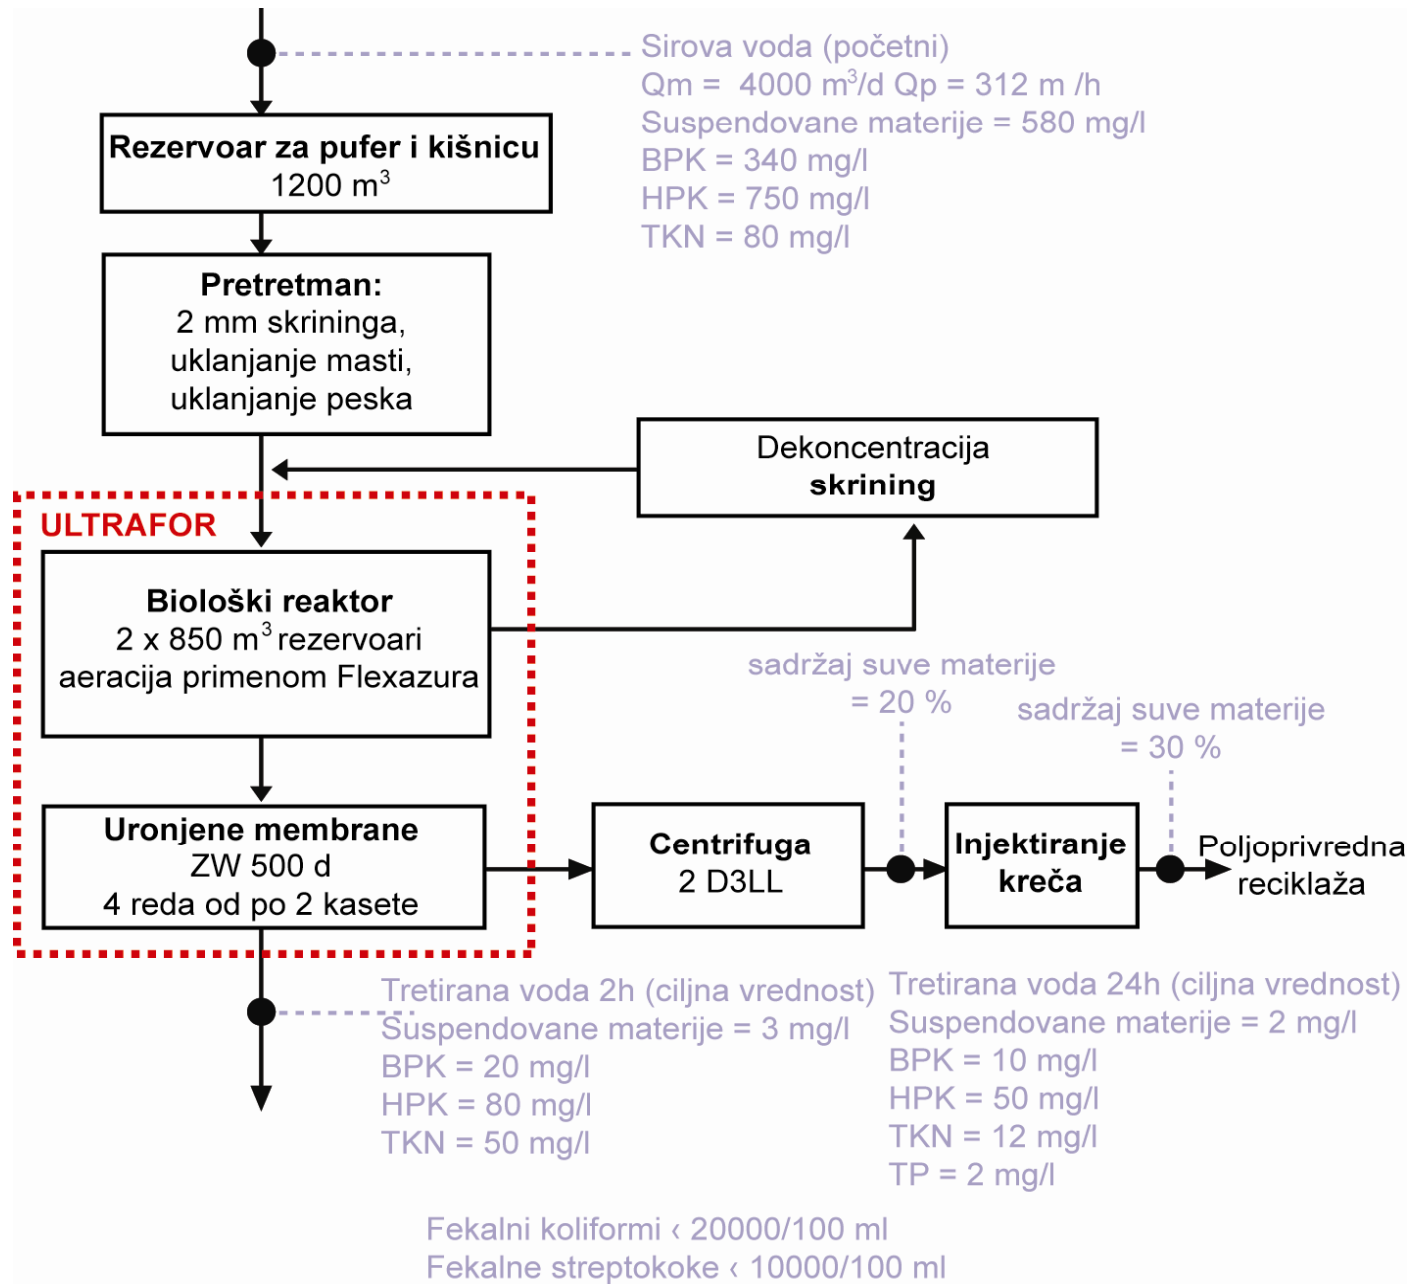 Sirova voda (početni)
Qm = 4000 m³/d Qp = 312 m /h
Suspendovane materije = 580 mg/l
BPK = 340 mg/l
HPK = 750 mg/l
TKN = 80 mg/l
Rezervoar za pufer i kišnicu
1200 m³
Pretretman:
2 mm skrininga,
uklanjanje masti,
uklanjanje peska
Dekoncentracija
skrining
ULTRAFOR
Biološki reaktor
2 x 850 m³ rezervoari
aeracija primenom Flexazura
sadržaj suve materije
= 20 %
sadržaj suve materije
= 30 %
Uronjene membrane
ZW 500 d
4 reda od po 2 kasete
Centrifuga
2 D3LL
Injektiranje
kreča
Poljoprivredna
reciklaža
Tretirana voda 2h (ciljna vrednost)
Suspendovane materije = 3 mg/l
BPK = 20 mg/l
HPK = 80 mg/l
TKN = 50 mg/l
Tretirana voda 24h (ciljna vrednost)
Suspendovane materije = 2 mg/l
BPK = 10 mg/l
HPK = 50 mg/l
TKN = 12 mg/l
TP = 2 mg/l
Fekalni koliformi ‹ 20000/100 ml
Fekalne streptokoke ‹ 10000/100 ml